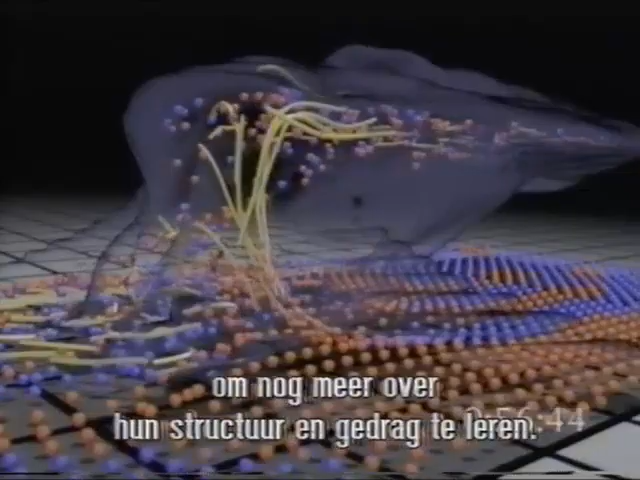 om nog meer over
hun structuur en gedrag te leren.